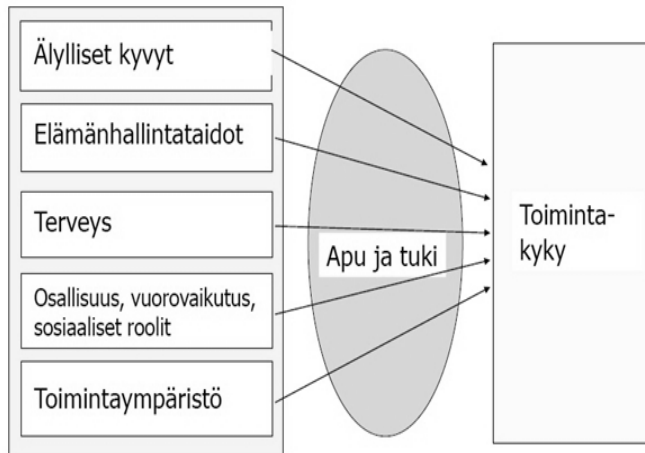 Älylliset kyvyt
Elämänhallintataidot
Terveys
Osallisuus, vuorovaikutus,
sosiaaliset roolit
Toimintaympäristö
Apu ja tuki
Toiminta-
kyky